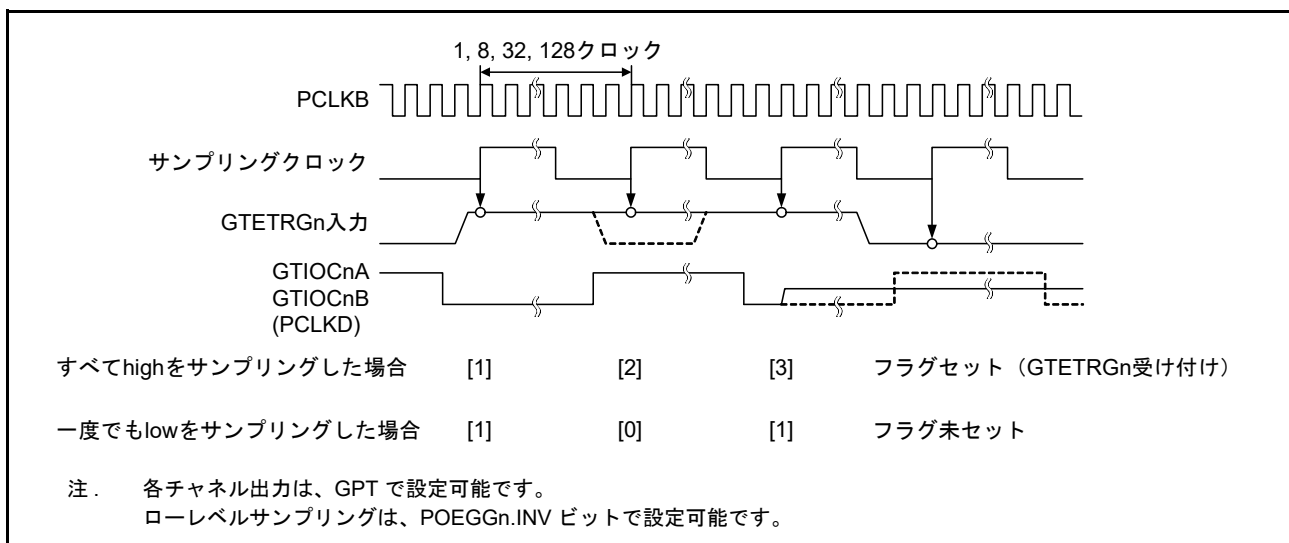 1, 8, 32, 128クロック
PCLKB
サンプリングクロック
GTETRGn入力
GTIOCnA
GTIOCnB
(PCLKD)
すべてhighをサンプリングした場合 [1] [2] [3] フラグセット（GTETRGn受け付け）
一度でもlowをサンプリングした場合 [1] [0] [1] フラグ未セット
注 . 各チャネル出力は、GPT で設定可能です。
ローレベルサンプリングは、POEGGn.INV ビットで設定可能です。